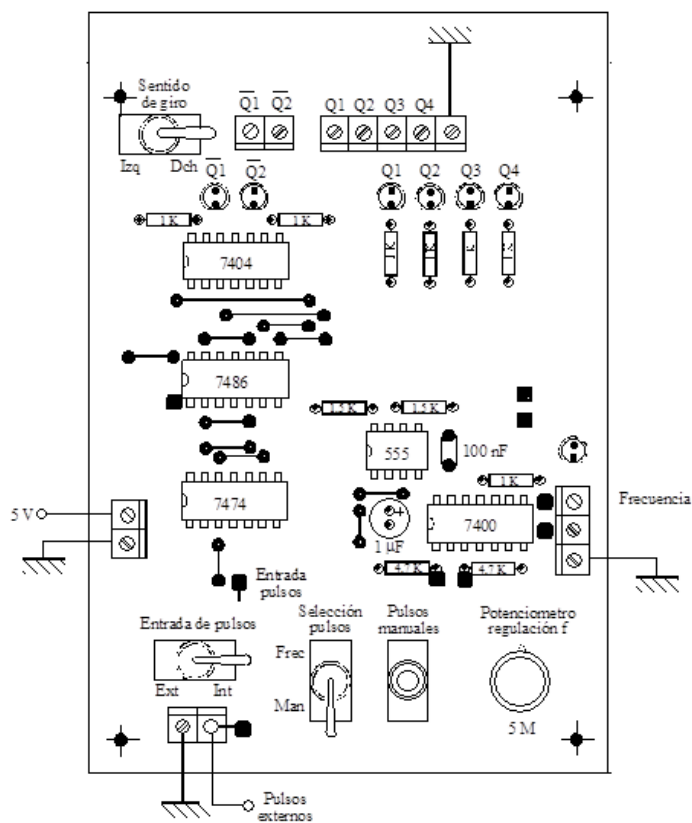 Sentido
de giro
Q1 Q2
Q1 Q2 Q3 Q4
Izq Dch
Q1 Q2
Q1 Q2 Q3 Q4
1 K 1 K
1K 1K 1K
7404
7486
1.5 K 1.5 K
555
100 nF
1 K
Frecuencia
7474
5 V
+
7400
1 µF
4.7 K 4.7 K
Entrada
pulsos
Entrada de pulsos
Selección
pulsos
Pulsos
manuales
Potenciometro
regulación f
Frec
Ext Int
Man
5 M
Pulsos
externos